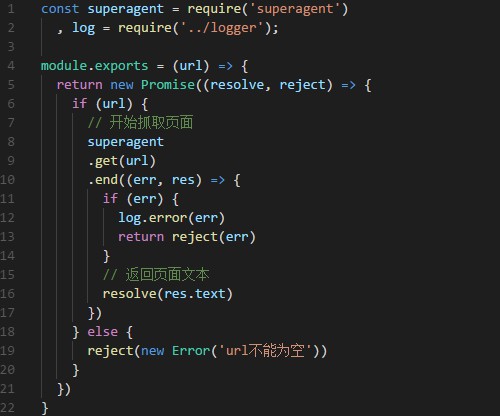 1 const superagent = require('superagent')
2   , log = require('../logger');
3
4 module.exports = (url) => {
5   return new Promise((resolve, reject) => {
6     if (url) {
7       // 开始抓取页面
8       superagent
9       .get(url)
10       .end((err, res) => {
11         if (err) {
12           log.error(err)
13           return reject(err)
14         }
15         // 返回页面文本
16         resolve(res.text)
17       })
18     } else {
19       reject(new Error('url不能为空'))
20     }
21   })
22 }